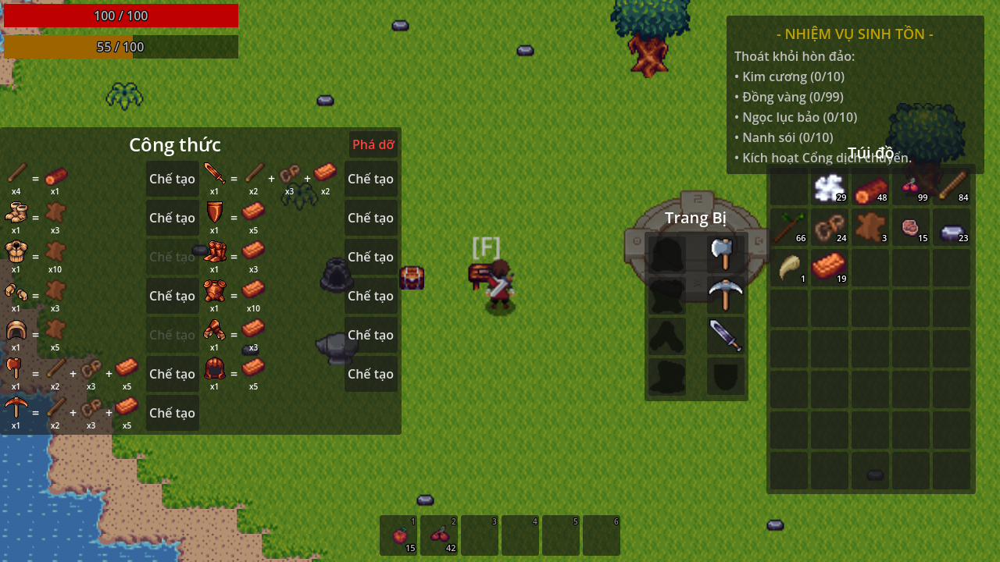 100 / 100
55 / 100
- NHIỆM VỤ SINH TỒN -
Thoát khỏi hòn đảo:
• Kim cương (0/10)
• Đồng vàng (0/99)
• Ngọc lục bảo (0/10)
• Nanh sói (0/10)
• Kích hoạt Cổng dịch chuyển.
Túi đồ
29 48 99 84
66 24 3 15 23
1 19
Công thức
Phá dỡ
x4 = x1 Chế tạo
x1 = x2 + x3 + x2 Chế tạo
x1 = x3 Chế tạo
x1 = x5 Chế tạo
x1 = x10 Chế tạo
x1 = x3 Chế tạo
x1 = x3 Chế tạo
x1 = x10 Chế tạo
x1 = x5 Chế tạo
x1 = x3 Chế tạo
x1 = x2 + x3 + x5 Chế tạo
x1 = x5 Chế tạo
x1 = x2 + x3 + x5 Chế tạo
[F]
Trang Bị
1 2 3 4 5 6
15 42